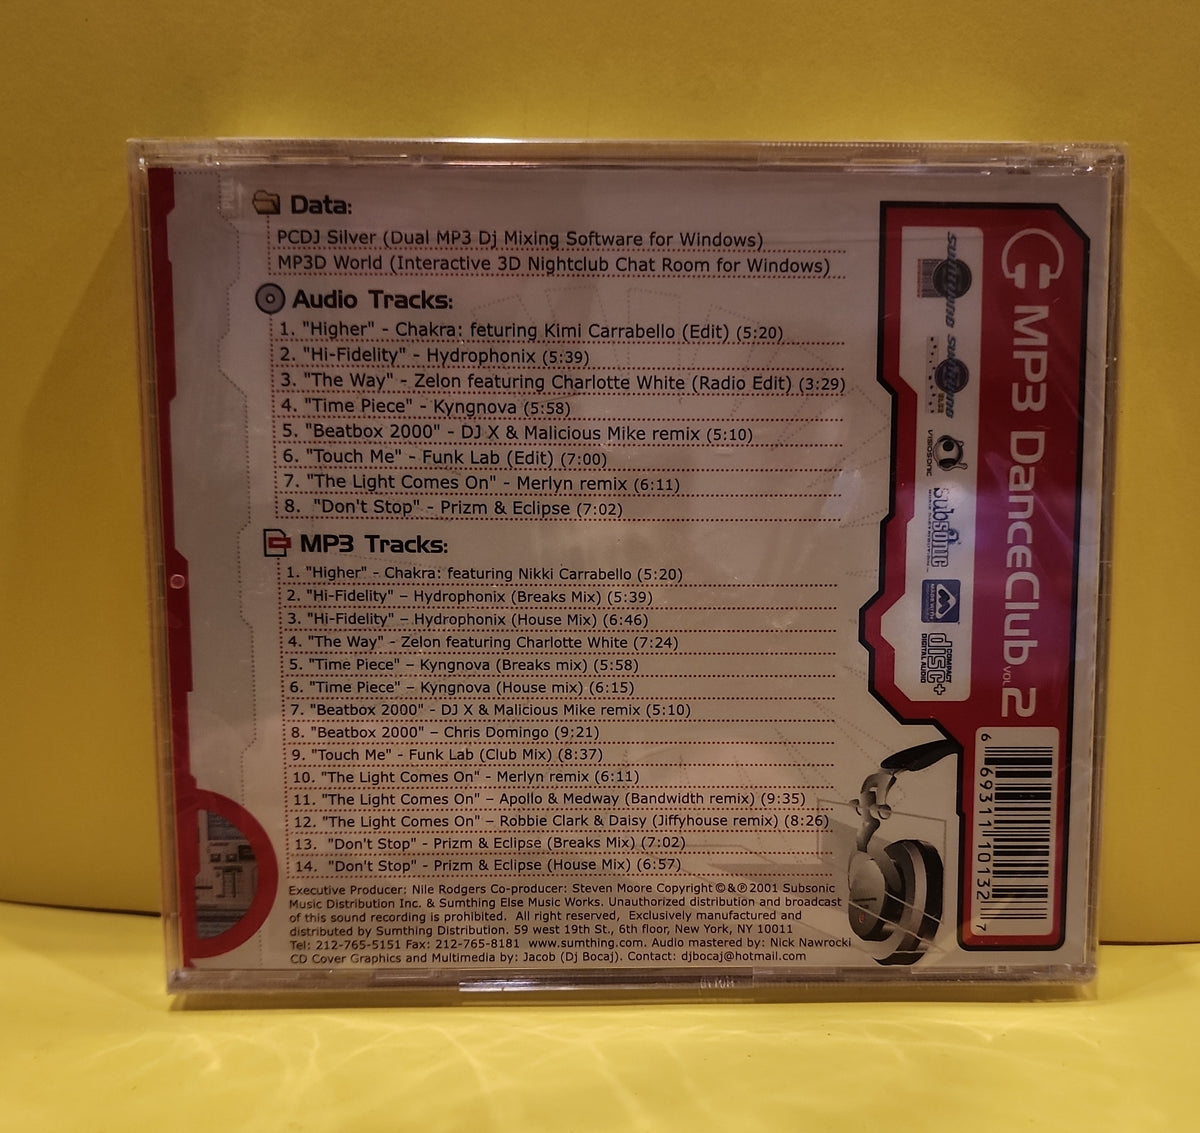 PULL
Data:
PCDJ Silver (Dual MP3 Dj Mixing Software for Windows)
MP3D World (Interactive 3D Nightclub Chat Room for Windows)
Audio Tracks:
1. "Higher" - Chakra: feturing Kimi Carrabello (Edit) (5:20)
2. "Hi-Fidelity" - Hydrophonix (5:39)
3. "The Way" - Zelon featuring Charlotte White (Radio Edit) (3:29)
4. "Time Piece" - Kyngnova (5:58)
5. "Beatbox 2000" - DJ X & Malicious Mike remix (5:10)
6. "Touch Me" - Funk Lab (Edit) (7:00)
7. "The Light Comes On" - Merlyn remix (6:11)
8. "Don't Stop" - Prizm & Eclipse (7:02)
MP3 Tracks:
1. "Higher" - Chakra: featuring Nikki Carrabello (5:20)
2. "Hi-Fidelity" – Hydrophonix (Breaks Mix) (5:39)
3. "Hi-Fidelity" – Hydrophonix (House Mix) (6:46)
4. "The Way" - Zelon featuring Charlotte White (7:24)
5. "Time Piece" – Kyngnova (Breaks mix) (5:58)
6. "Time Piece" – Kyngnova (House mix) (6:15)
7. "Beatbox 2000" - DJ X & Malicious Mike remix (5:10)
8. "Beatbox 2000" – Chris Domingo (9:21)
9. "Touch Me" - Funk Lab (Club Mix) (8:37)
10. "The Light Comes On" - Merlyn remix (6:11)
11. "The Light Comes On" – Apollo & Medway (Bandwidth remix) (9:35)
12. "The Light Comes On" – Robbie Clark & Daisy (Jiffyhouse remix) (8:26)
13. "Don't Stop" - Prizm & Eclipse (Breaks Mix) (7:02)
14. "Don't Stop" - Prizm & Eclipse (House Mix) (6:57)
Executive Producer: Nile Rodgers Co-producer: Steven Moore Copyright ©&℗ 2001 Subsonic
Music Distribution Inc. & Sumthing Else Music Works. Unauthorized distribution and broadcast
of this sound recording is prohibited. All right reserved, Exclusively manufactured and
distributed by Sumthing Distribution. 59 west 19th St., 6th floor, New York, NY 10011
Tel: 212-765-5151 Fax: 212-765-8181 www.sumthing.com. Audio mastered by: Nick Nawrocki
CD Cover Graphics and Multimedia by: Jacob (Dj Bocaj). Contact: djbocaj@hotmail.com
MP3 DanceClub VOL. 2
sumthing
sumthing
VISIOSONIC
subsonic
MADE WITH
COMPACT
disc+
DIGITAL AUDIO
6 69311 10132 7